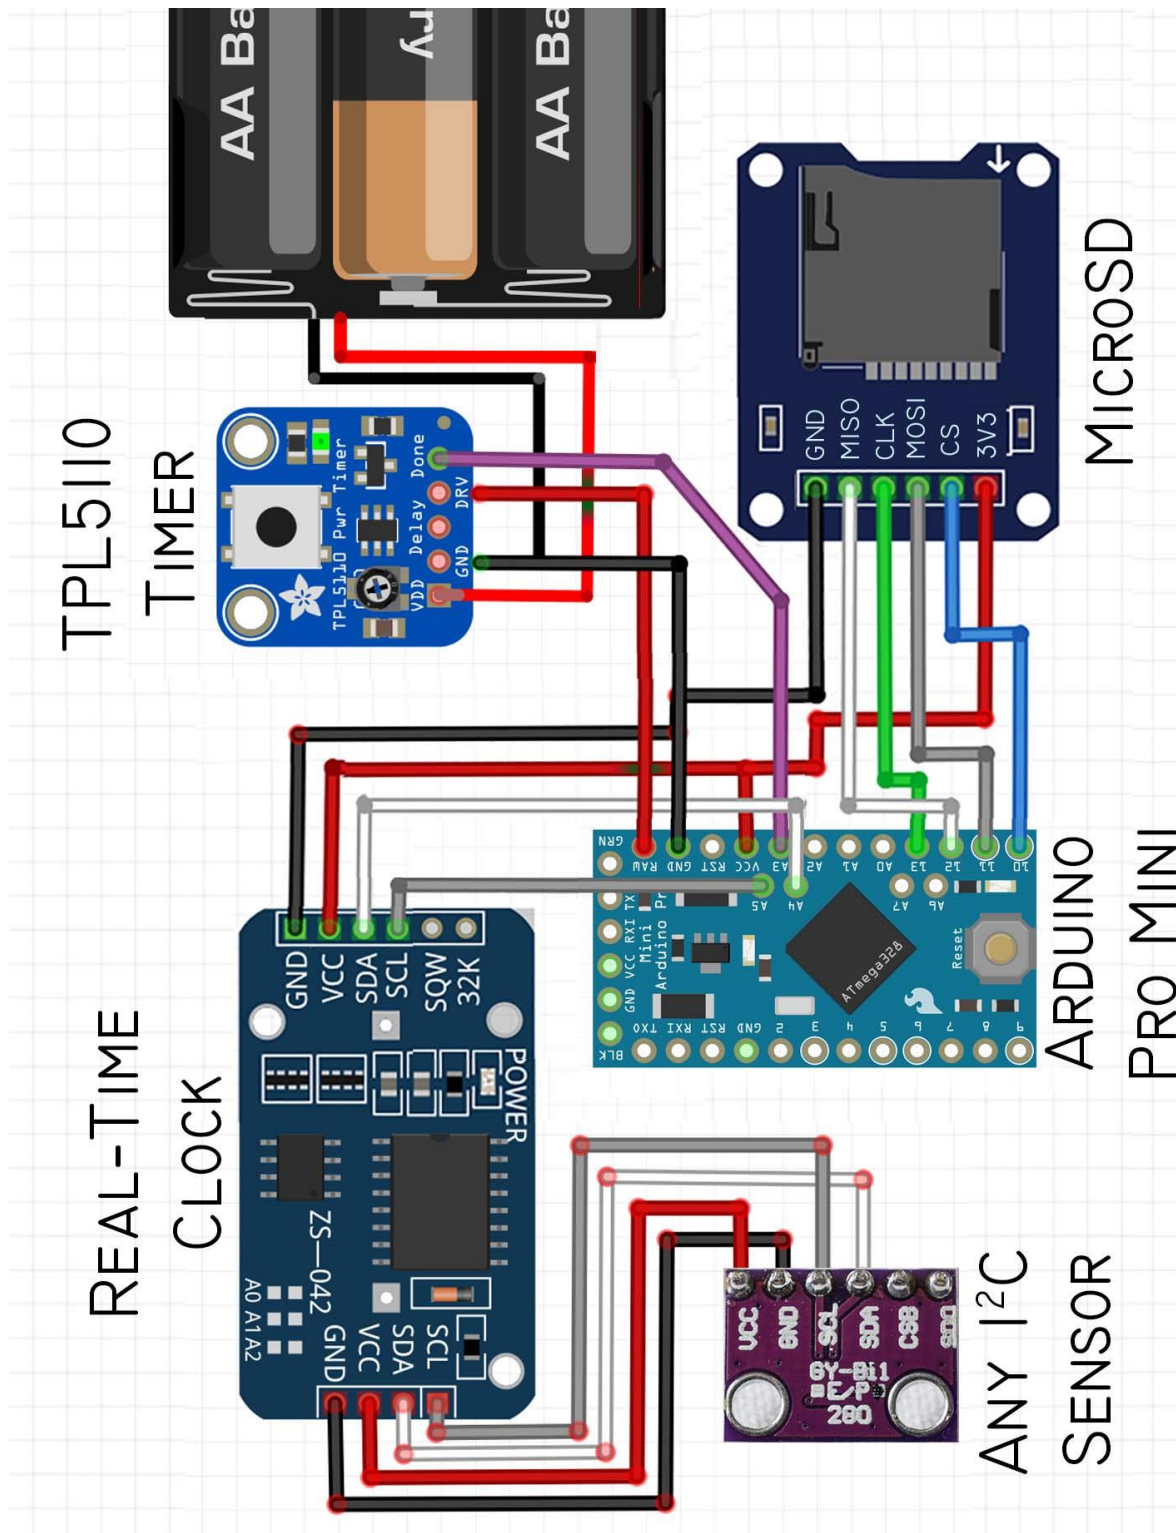 AA Ba
ry
AA Ba
TPL5110
TIMER
TPL5110 Pwr Timer
Done
DRV
Delay
GND
VDD
MICROSD
GND
MISO
CLK
MOSI
CS
3V3
ARDUINO
PRO MINI
GRN
RAW
GND
RST
VCC
A3
A2
A1
A0
13
12
11
10
TX
RXI
VCC
GND
BLK
A5
A4
A7
A6
Mini
Arduino Pr
ATmega328
Reset
TXO
RXI
RST
GND
2
3
4
5
6
7
8
9
REAL-TIME
CLOCK
GND
VCC
SDA
SCL
SQW
32K
POWER
ZS-042
A0
A1
A2
GND
VCC
SDA
SCL
ANY I²C
SENSOR
VCC
GND
SCL
SDA
CSB
SDO
E/P
280